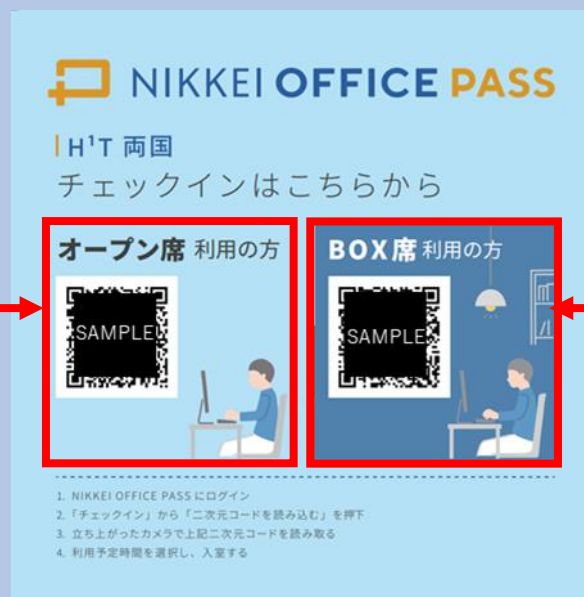 NIKKEI OFFICE PASS
H¹T 両国
チェックインはこちらから
オープン席 利用の方
BOX席 利用の方
SAMPLE
SAMPLE
1. NIKKEI OFFICE PASS にログイン
2. 「チェックイン」から「二次元コードを読み込む」を押下
3. 立ち上がったカメラで上記二次元コードを読み取る
4. 利用予定時間を選択し、入室する